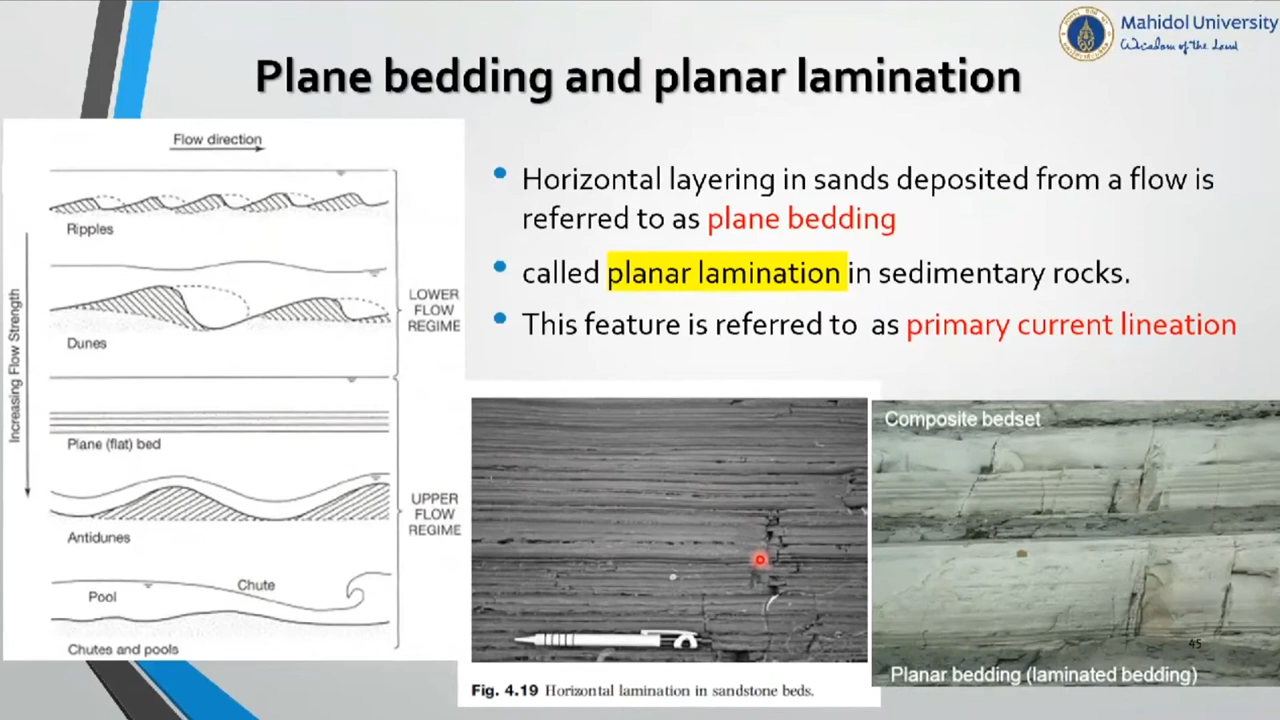 Mahidol University
Wisdom of the Land
Plane bedding and planar lamination
Flow direction
Ripples
Dunes
LOWER
FLOW
REGIME
Increasing Flow Strength
Plane (flat) bed
Antidunes
UPPER
FLOW
REGIME
Pool
Chute
Chutes and pools
• Horizontal layering in sands deposited from a flow is
referred to as plane bedding
• called planar lamination in sedimentary rocks.
• This feature is referred to as primary current lineation
Fig. 4.19 Horizontal lamination in sandstone beds.
Composite bedset
45
Planar bedding (laminated bedding)